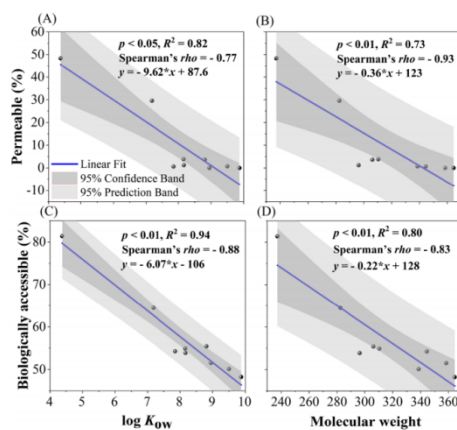 (A)
p < 0.05, R² = 0.82
Spearman's rho = - 0.77
y = - 9.62*x + 87.6
Permeable (%)
60
50
40
30
20
10
0
-10
Linear Fit
95% Confidence Band
95% Prediction Band
(B)
p < 0.01, R² = 0.73
Spearman's rho = - 0.93
y = -0.36*x + 123
(C)
p < 0.01, R² = 0.94
Spearman's rho = - 0.88
y = - 6.07*x - 106
Biologically accessible (%)
80
70
60
50
4 5 6 7 8 9 10
log Kow
(D)
p < 0.01, R² = 0.80
Spearman's rho = - 0.83
y = -0.22*x + 128
240 260 280 300 320 340 360
Molecular weight